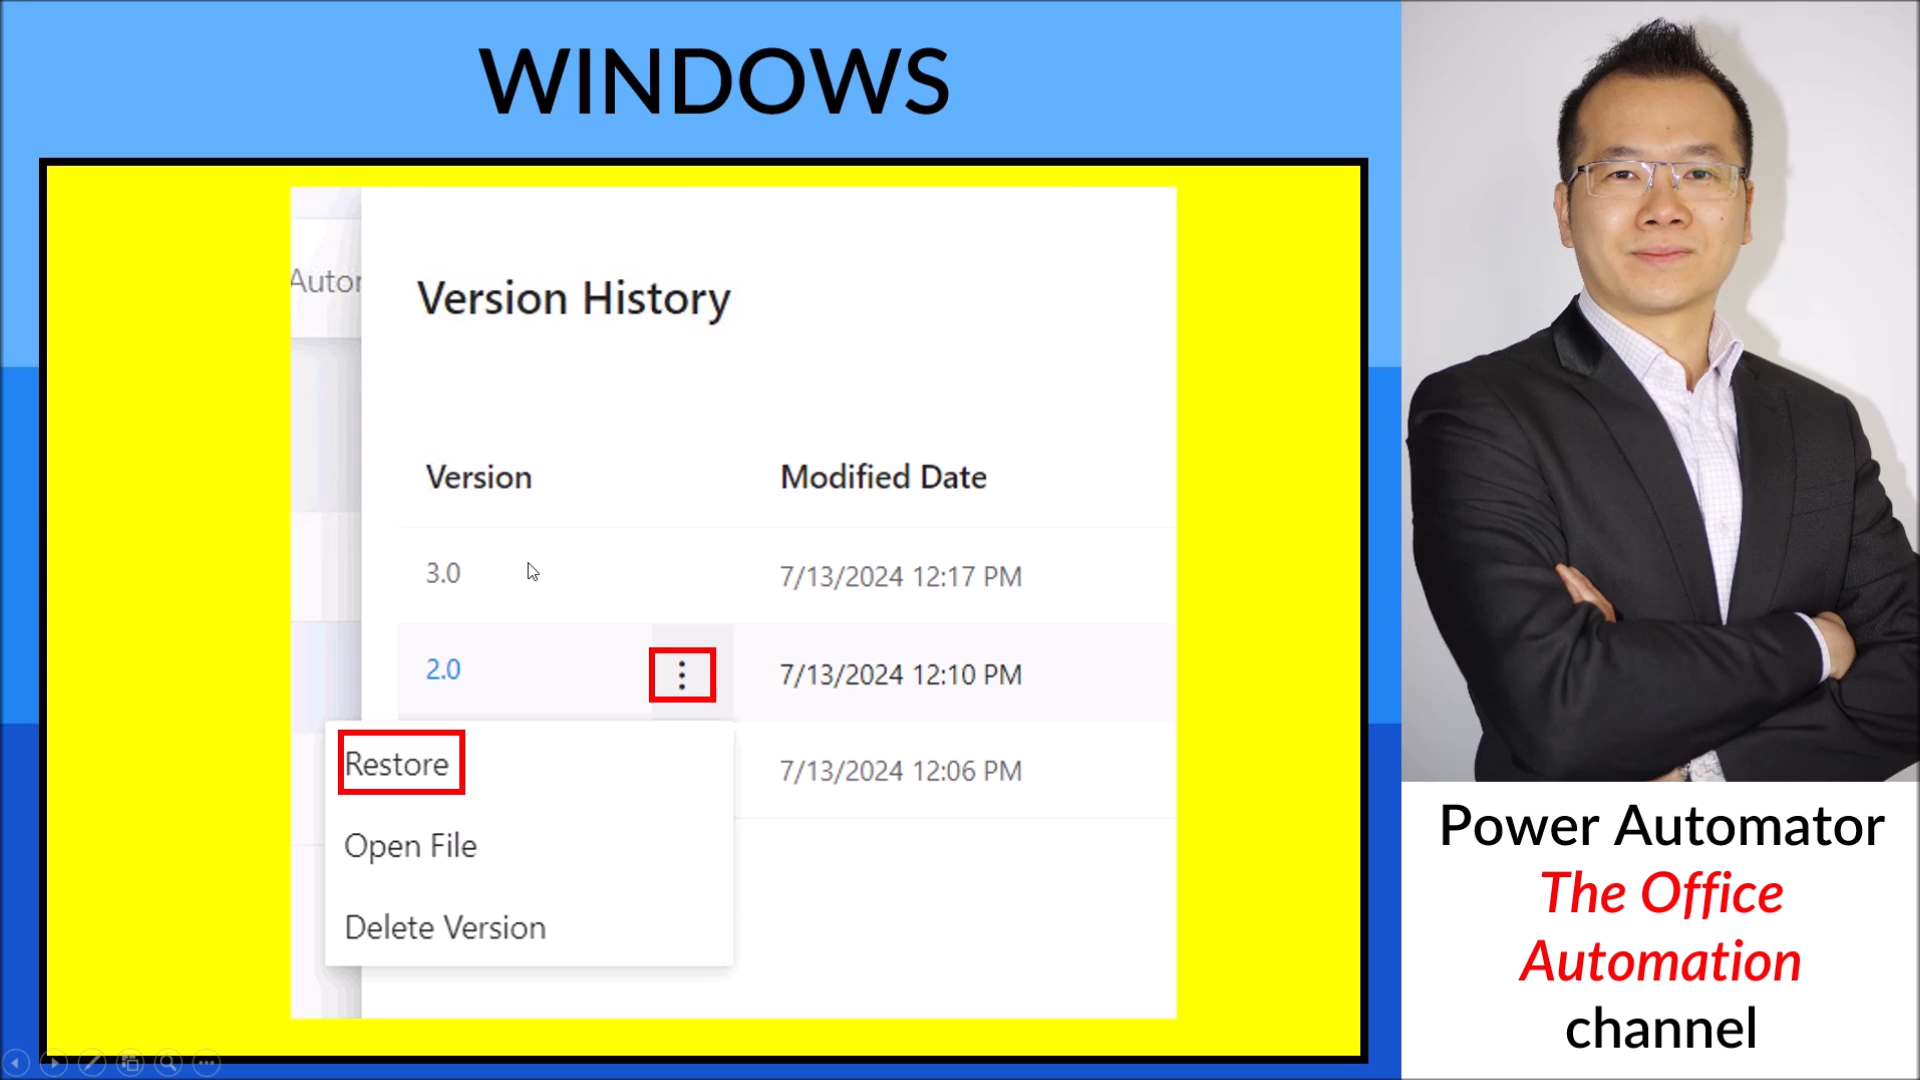 WINDOWS
Autor
Version History
Version Modified Date
3.0 7/13/2024 12:17 PM
2.0 7/13/2024 12:10 PM
7/13/2024 12:06 PM
Restore
Open File
Delete Version
Power Automator
The Office
Automation
channel